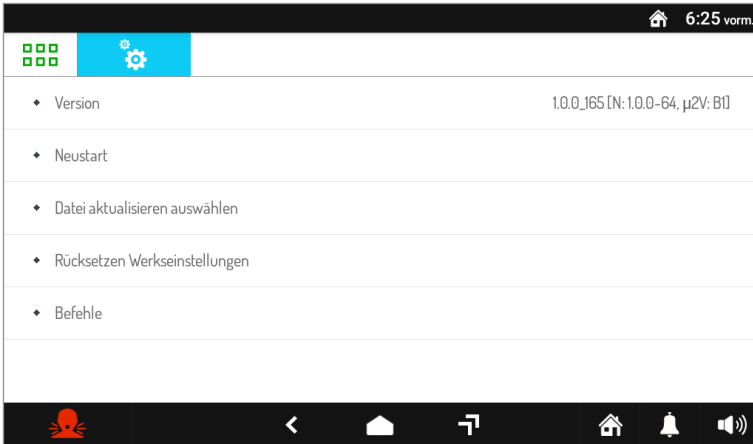 6:25 vorm.
Version 1.0.0_165 [N: 1.0.0-64, µ2V: B1]
Neustart
Datei aktualisieren auswählen
Rücksetzen Werkseinstellungen
Befehle